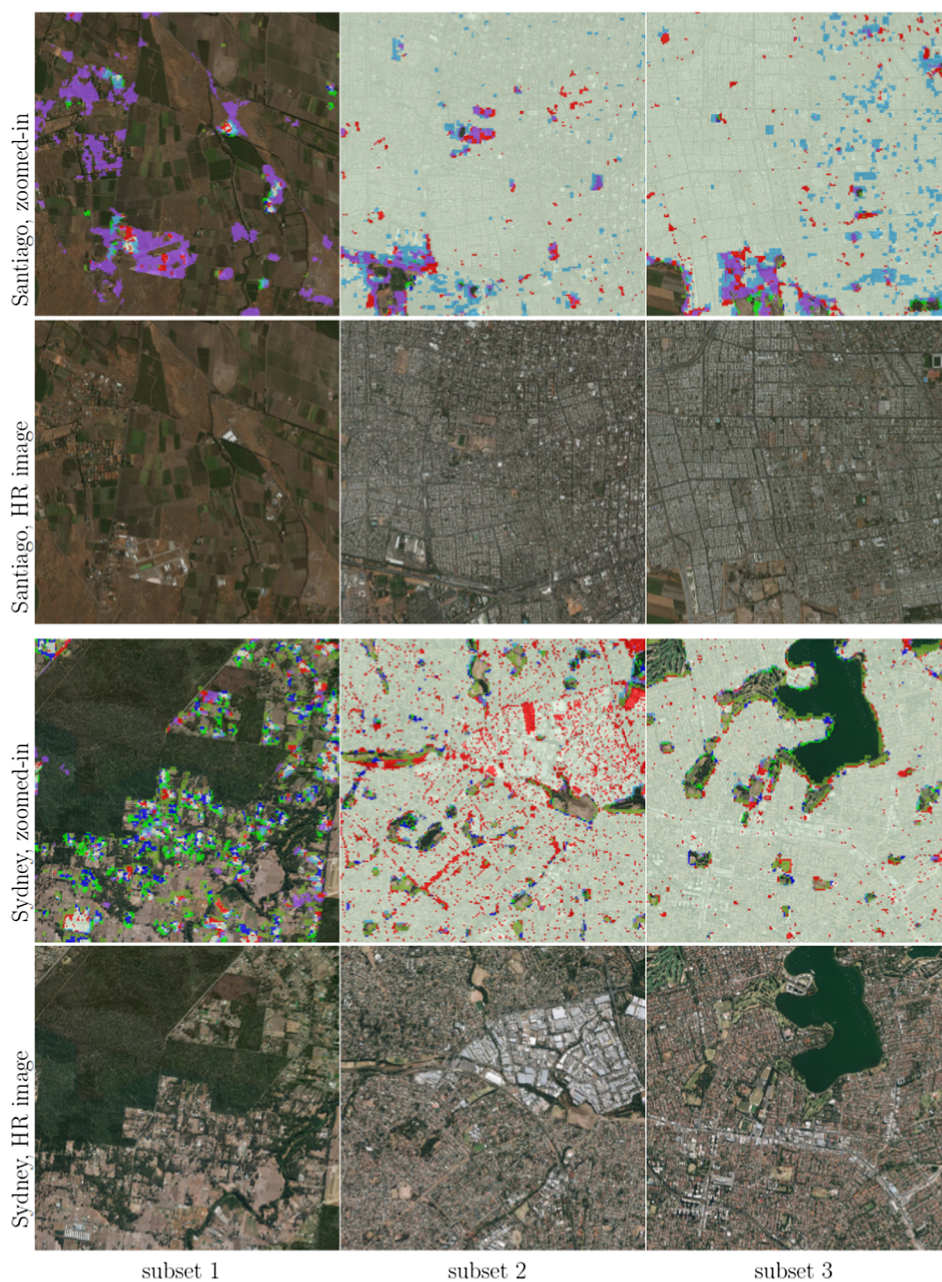 Santiago, zoomed-in
Santiago, HR image
Sydney, zoomed-in
Sydney, HR image
subset 1
subset 2
subset 3